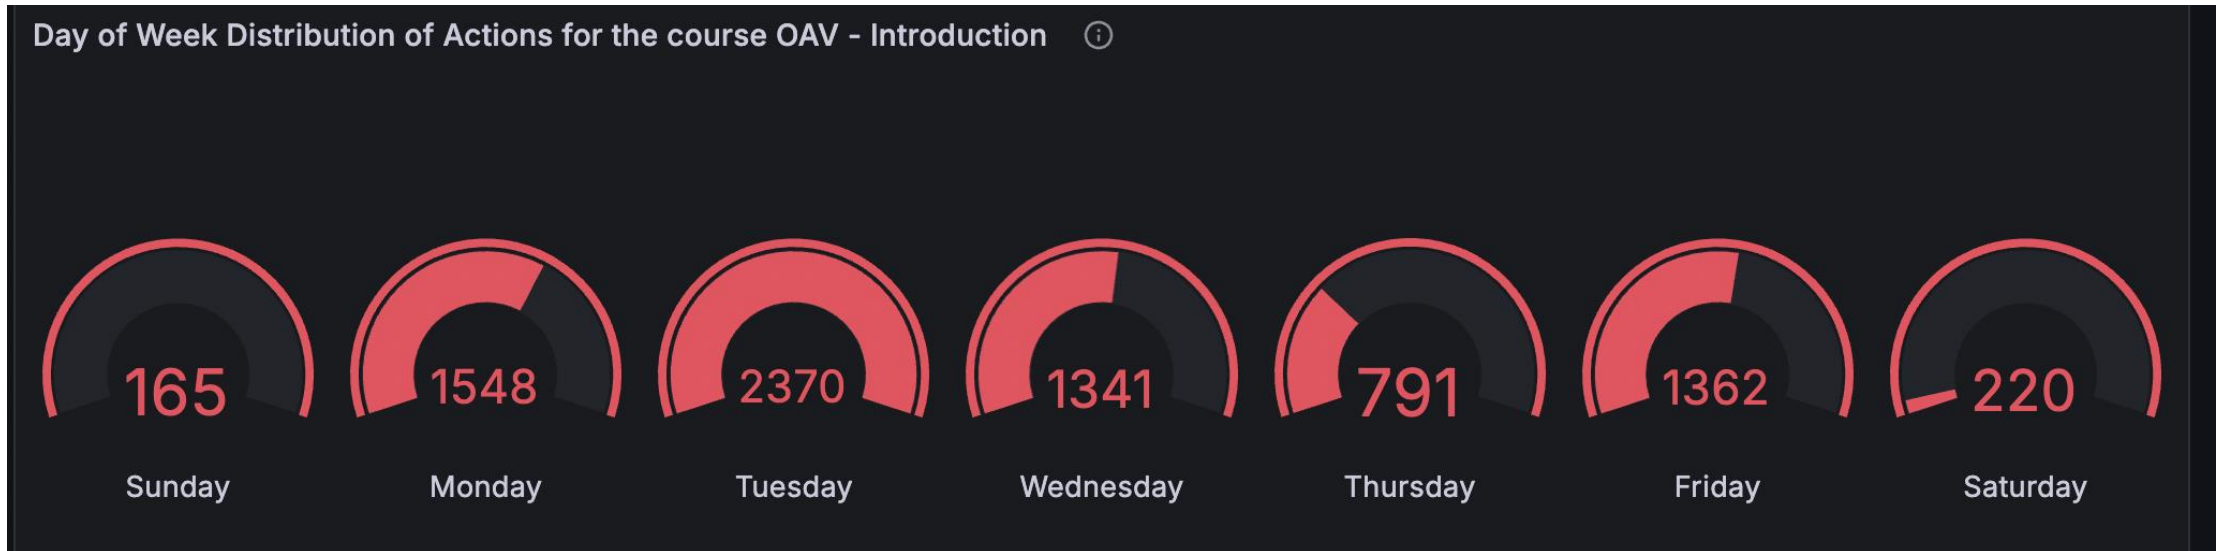 Day of Week Distribution of Actions for the course OAV - Introduction
165 1548 2370 1341 791 1362 220
Sunday Monday Tuesday Wednesday Thursday Friday Saturday